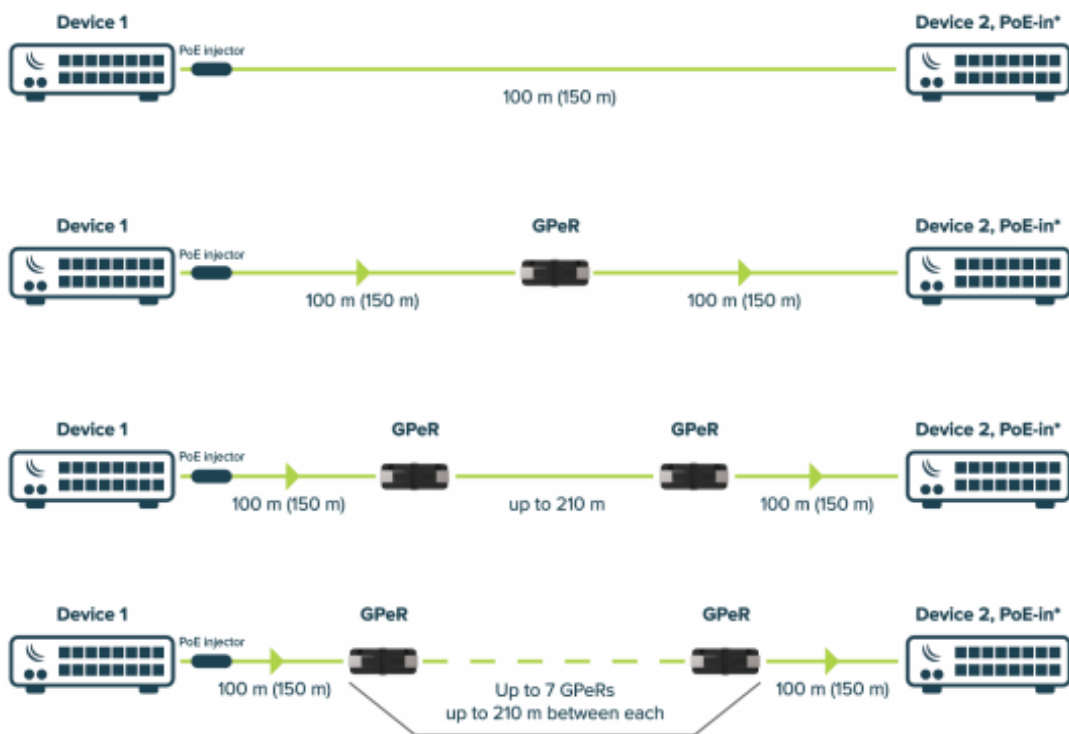 Device 1
PoE injector
Device 2, PoE-in*
100 m (150 m)
Device 1
PoE injector
GPeR
Device 2, PoE-in*
100 m (150 m)
100 m (150 m)
Device 1
PoE injector
GPeR
GPeR
Device 2, PoE-in*
100 m (150 m)
up to 210 m
100 m (150 m)
Device 1
PoE injector
GPeR
GPeR
Device 2, PoE-in*
100 m (150 m)
Up to 7 GPeRs
up to 210 m between each
100 m (150 m)